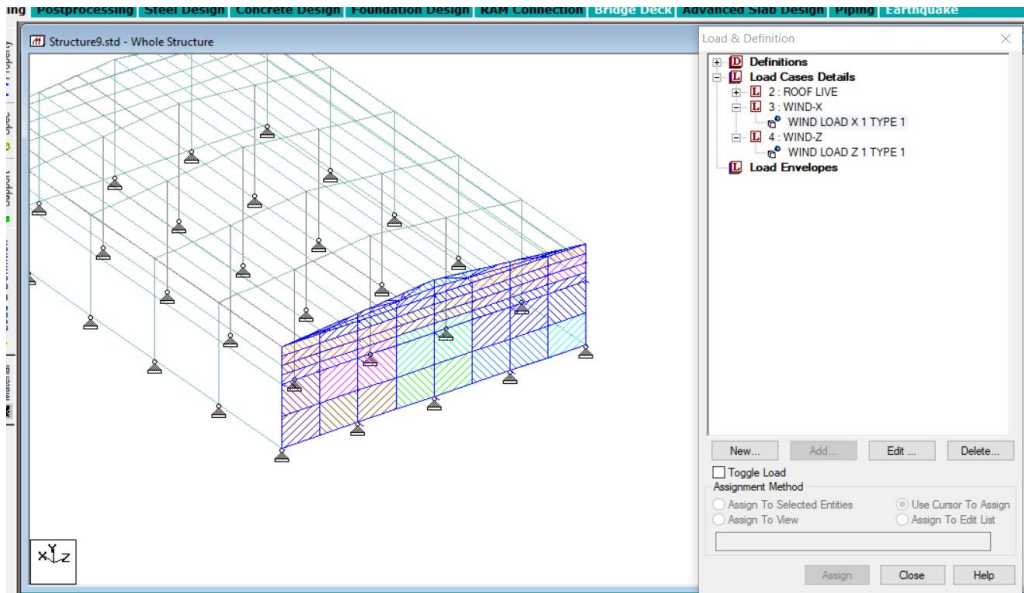 ing Postprocessing Steel Design Concrete Design Foundation Design RAM Connection Bridge Deck Advanced Slab Design Piping Earthquake
Structure9.std - Whole Structure
Load & Definition
Definitions
Load Cases Details
2 : ROOF LIVE
3 : WIND-X
WIND LOAD X 1 TYPE 1
4 : WIND-Z
WIND LOAD Z 1 TYPE 1
Load Envelopes
New... Add... Edit ... Delete...
Toggle Load
Assignment Method
Assign To Selected Entities Use Cursor To Assign
Assign To View Assign To Edit List
Assign Close Help
Property
Spec
Support
Material
X Y Z